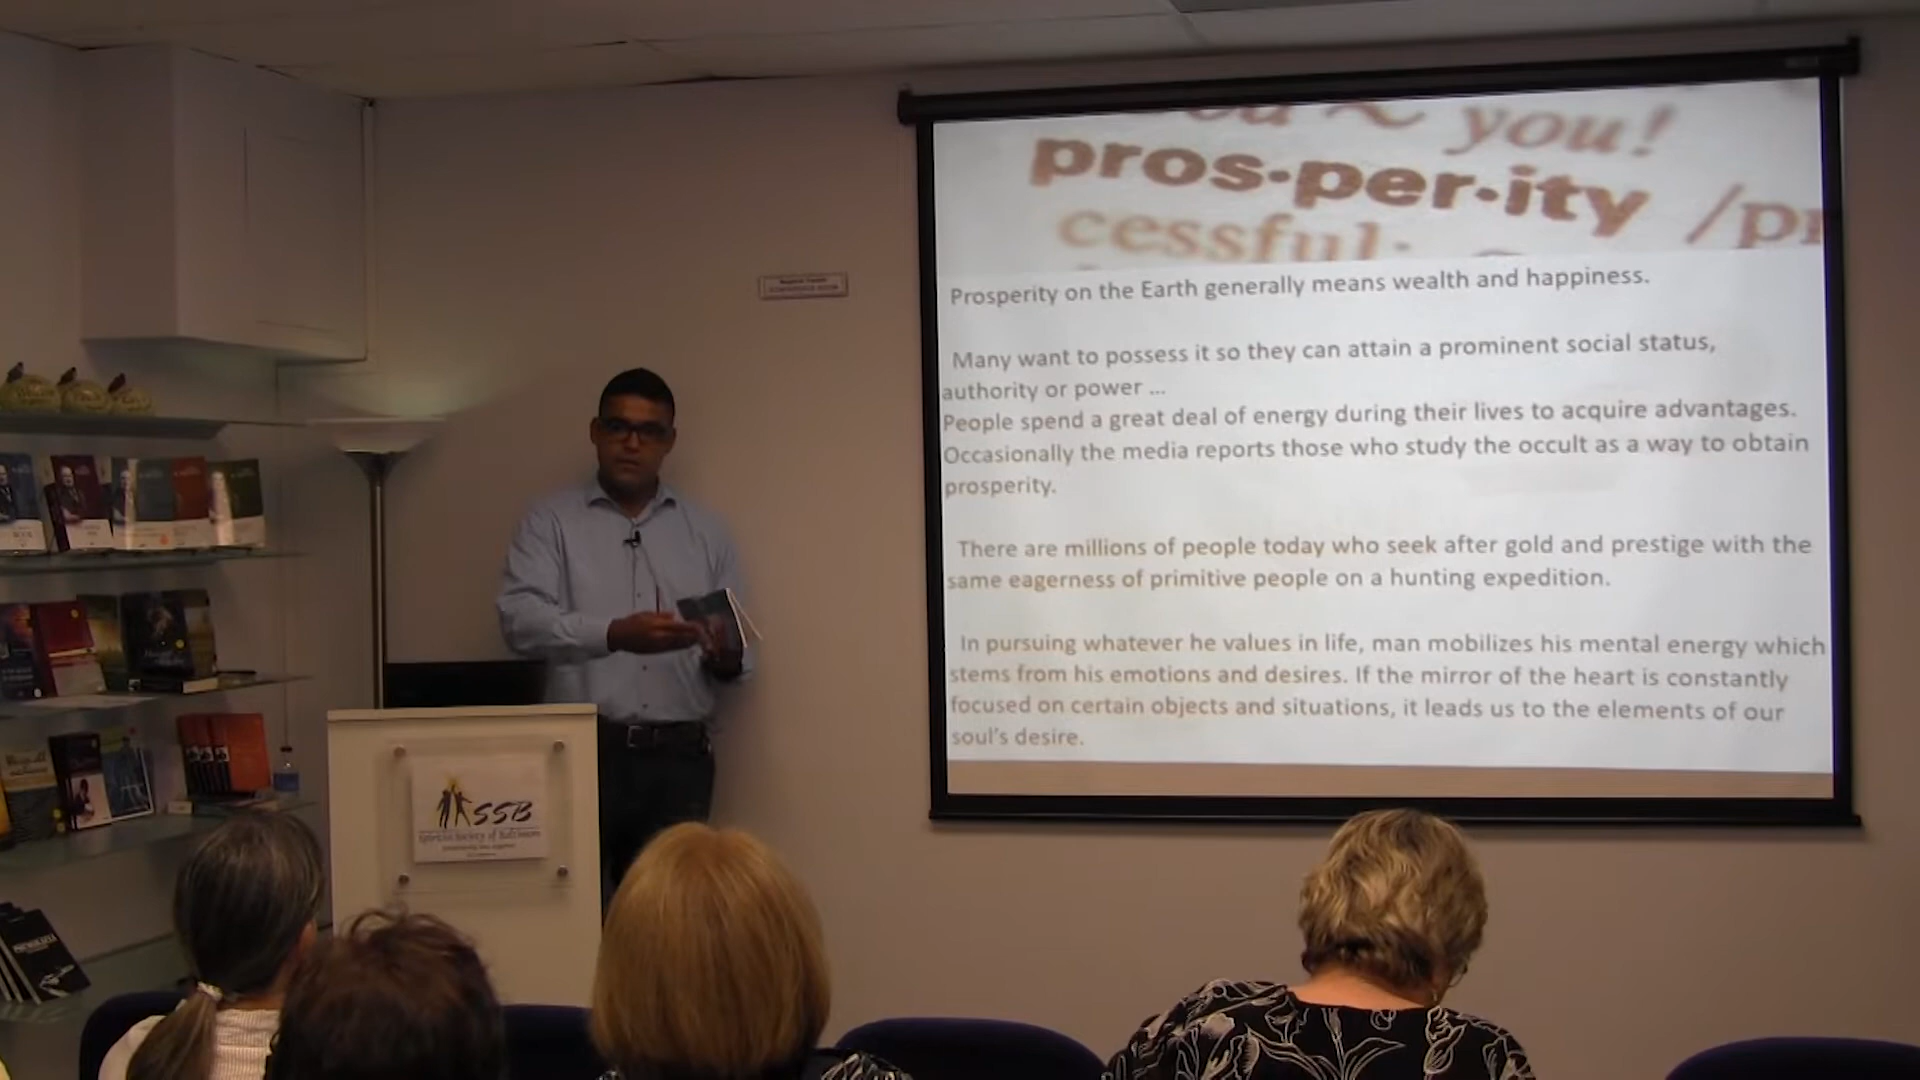 you!
pros·per·ity /pr
cessful:
Prosperity on the Earth generally means wealth and happiness.
Many want to possess it so they can attain a prominent social status,
authority or power ...
People spend a great deal of energy during their lives to acquire advantages.
Occasionally the media reports those who study the occult as a way to obtain
prosperity.
There are millions of people today who seek after gold and prestige with the
same eagerness of primitive people on a hunting expedition.
In pursuing whatever he values in life, man mobilizes his mental energy which
stems from his emotions and desires. If the mirror of the heart is constantly
focused on certain objects and situations, it leads us to the elements of our
soul's desire.
SSB
Spiritist Society of Baltimore